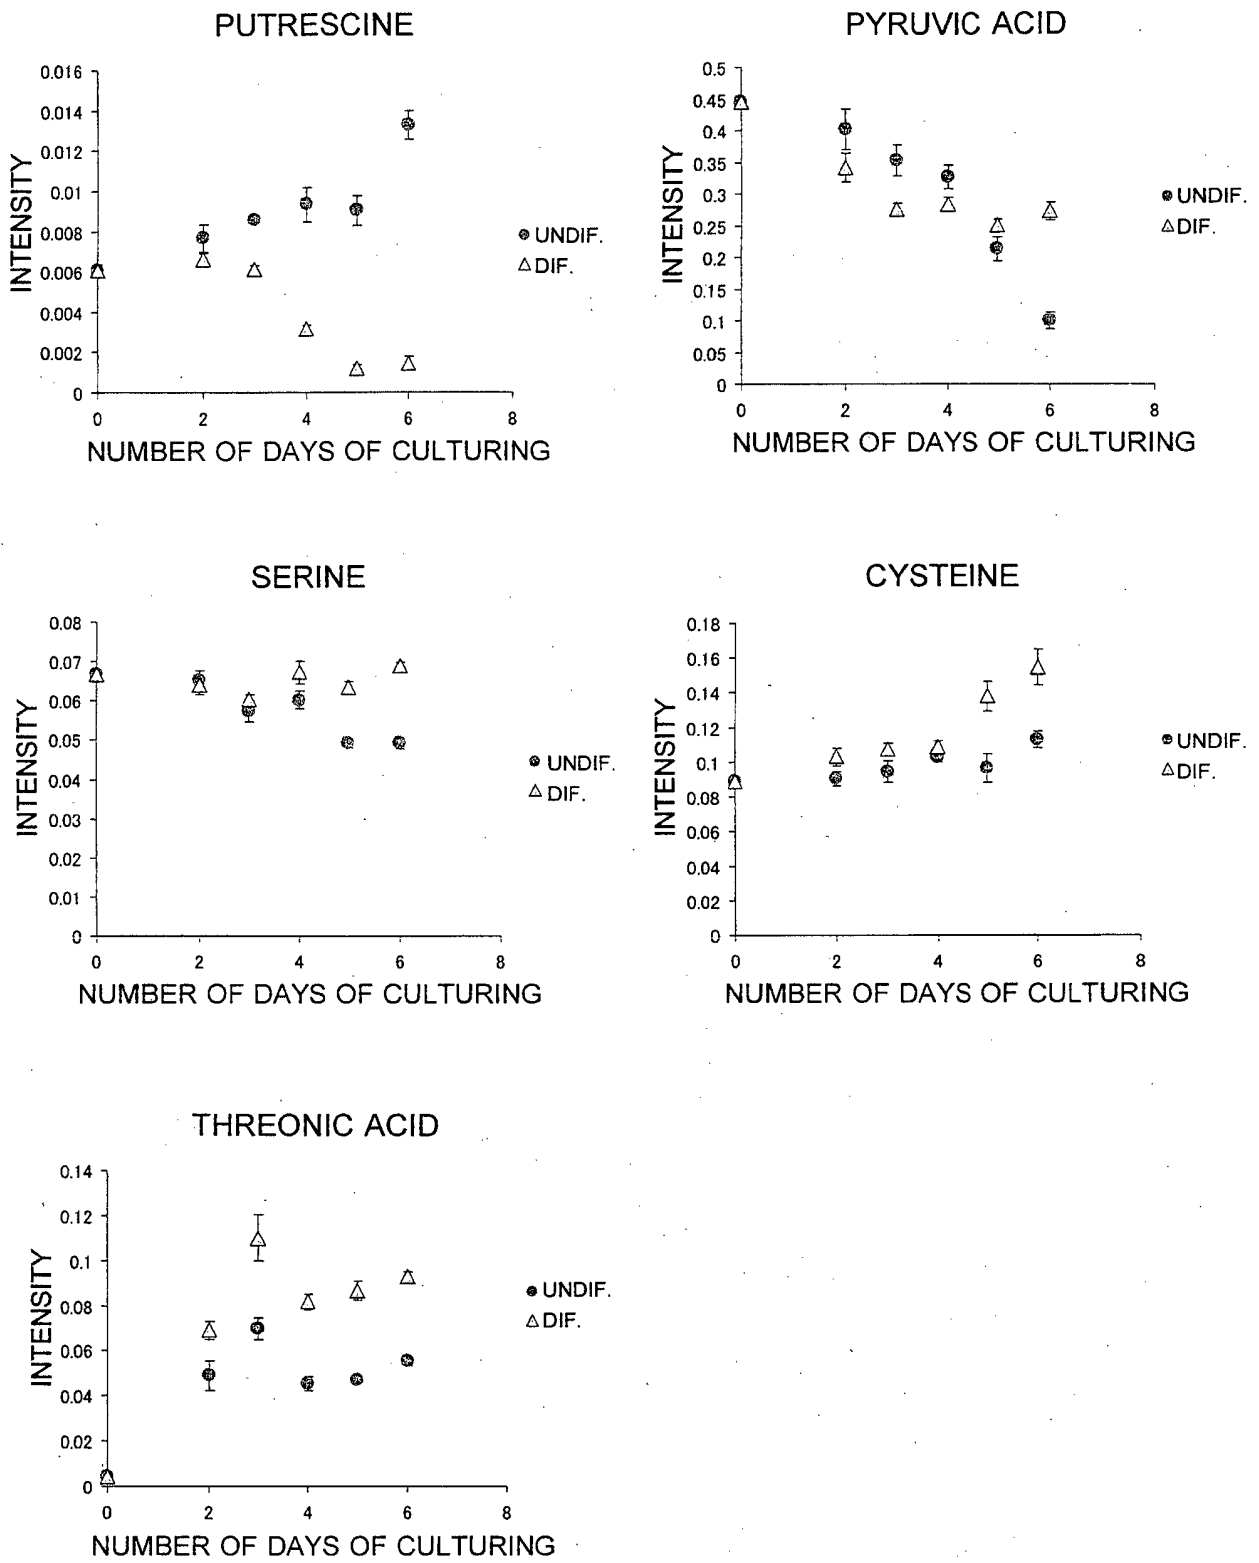 PUTRESCINE
0.016
0.014
0.012
0.01
0.008
0.006
0.004
0.002
0
INTENSITY
0 2 4 6 8
NUMBER OF DAYS OF CULTURING
UNDIF.
DIF.
PYRUVIC ACID
0.5
0.45
0.4
0.35
0.3
0.25
0.2
0.15
0.1
0.05
0
INTENSITY
0 2 4 6 8
NUMBER OF DAYS OF CULTURING
UNDIF.
DIF.
SERINE
0.08
0.07
0.06
0.05
0.04
0.03
0.02
0.01
0
INTENSITY
0 2 4 6 8
NUMBER OF DAYS OF CULTURING
UNDIF.
DIF.
CYSTEINE
0.18
0.16
0.14
0.12
0.1
0.08
0.06
0.04
0.02
0
INTENSITY
0 2 4 6 8
NUMBER OF DAYS OF CULTURING
UNDIF.
DIF.
THREONIC ACID
0.14
0.12
0.1
0.08
0.06
0.04
0.02
0
INTENSITY
0 2 4 6 8
NUMBER OF DAYS OF CULTURING
UNDIF.
DIF.